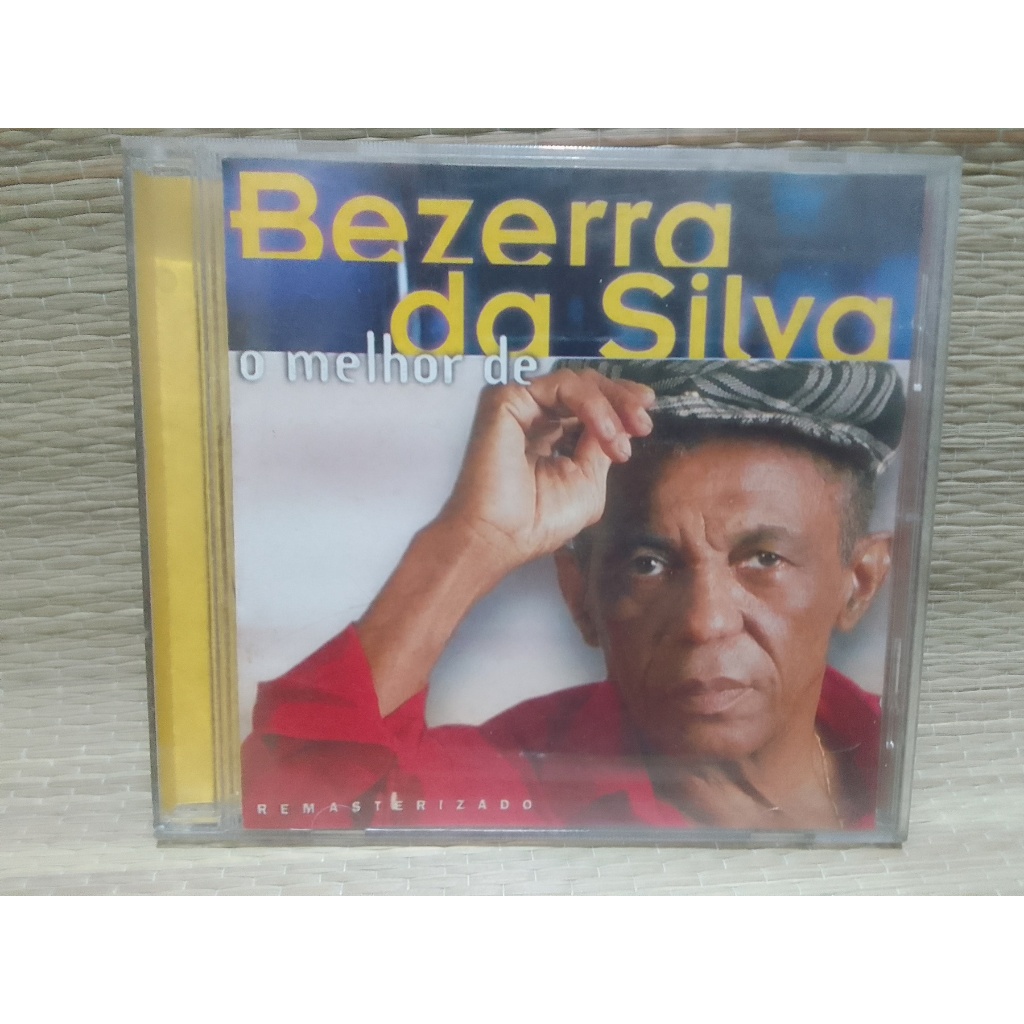 Bezerra
da Silva
o melhor de
REMASTERIZADO